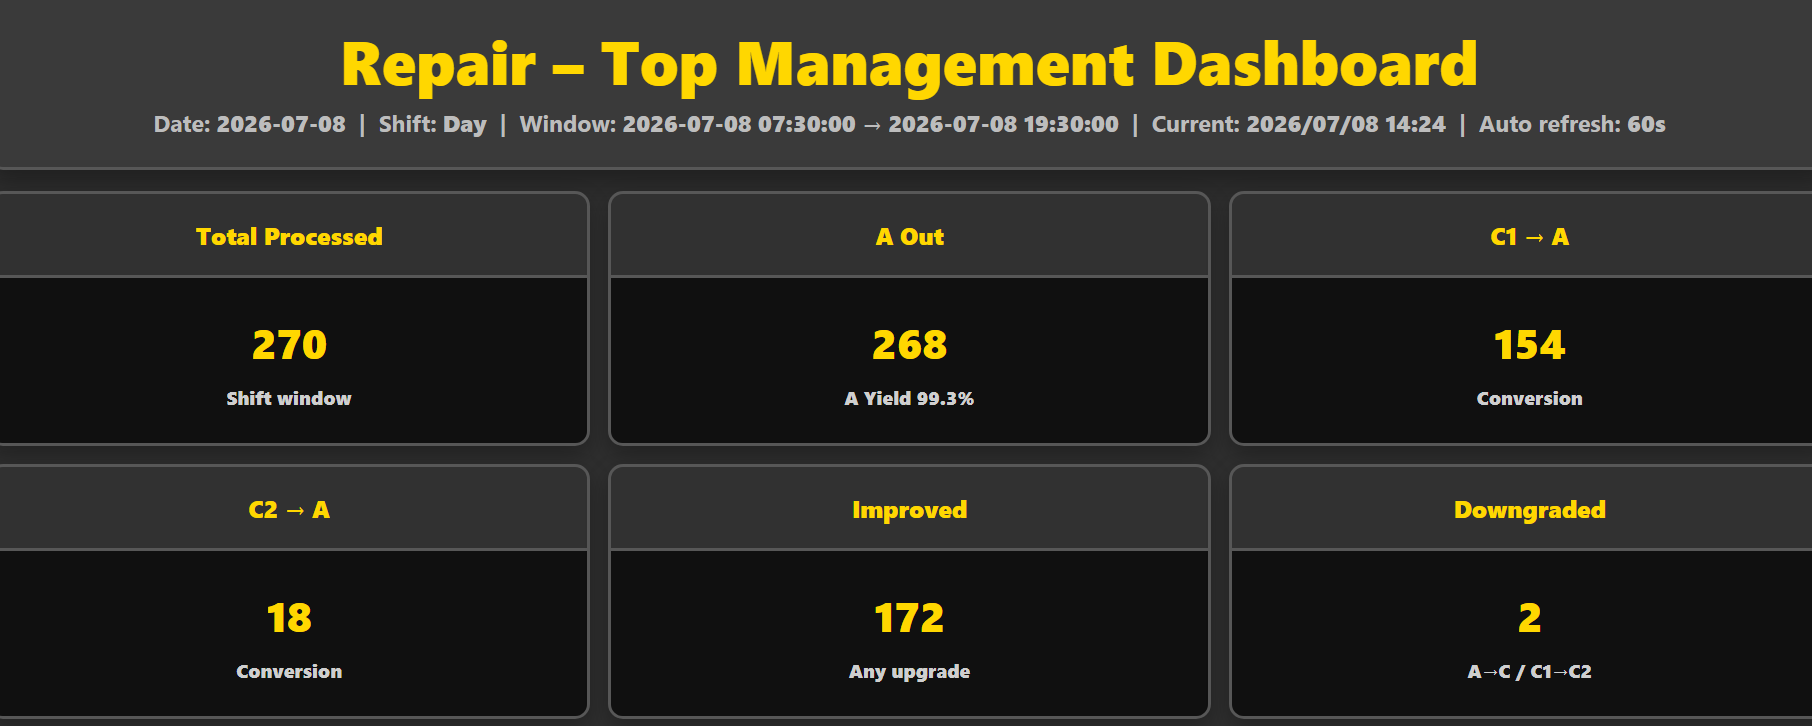 Repair – Top Management Dashboard
Date: 2026-07-08 | Shift: Day | Window: 2026-07-08 07:30:00 → 2026-07-08 19:30:00 | Current: 2026/07/08 14:24 | Auto refresh: 60s
Total Processed
270
Shift window
A Out
268
A Yield 99.3%
C1 → A
154
Conversion
C2 → A
18
Conversion
Improved
172
Any upgrade
Downgraded
2
A→C / C1→C2